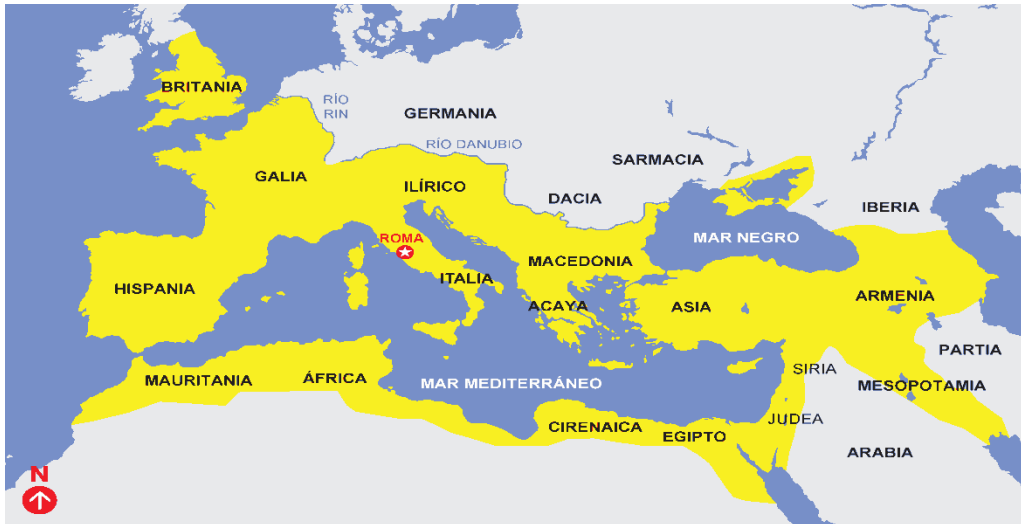 BRITANIA
RÍO
RIN
GERMANIA
RÍO DANUBIO
SARMACIA
GALIA
ILÍRICO
DACIA
IBERIA
ROMA
MAR NEGRO
MACEDONIA
HISPANIA
ITALIA
ACAYA
ASIA
ARMENIA
PARTIA
SIRIA
MAURITANIA
ÁFRICA
MAR MEDITERRÁNEO
MESOPOTAMIA
CIRENAICA
EGIPTO
JUDEA
ARABIA
N